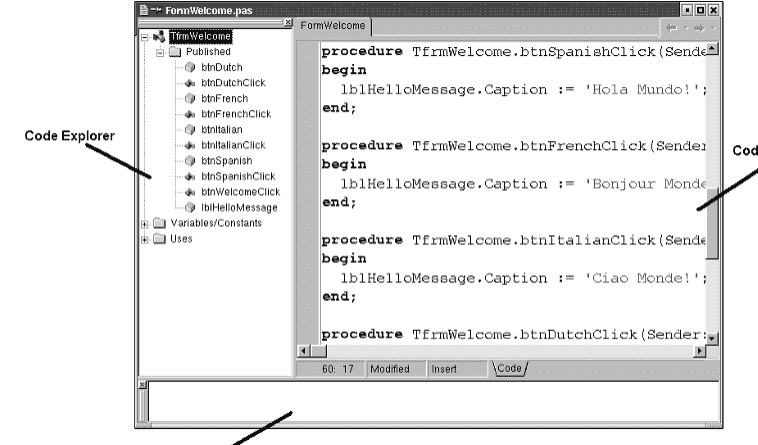 FormWelcome.pas
FormWelcome
TfrmWelcome
Published
btnDutch
btnDutchClick
btnFrench
btnFrenchClick
btnItalian
btnItalianClick
btnSpanish
btnSpanishClick
btnWelcomeClick
lblHelloMessage
Variables/Constants
Uses
Code Explorer
procedure TfrmWelcome.btnSpanishClick(Sende
begin
lblHelloMessage.Caption := 'Hola Mundo!';
end;
procedure TfrmWelcome.btnFrenchClick(Sender
begin
lblHelloMessage.Caption := 'Bonjour Monde
end;
procedure TfrmWelcome.btnItalianClick(Sende
begin
lblHelloMessage.Caption := 'Ciao Monde!';
end;
procedure TfrmWelcome.btnDutchClick(Sender:
Cod
60: 17 Modified Insert Code